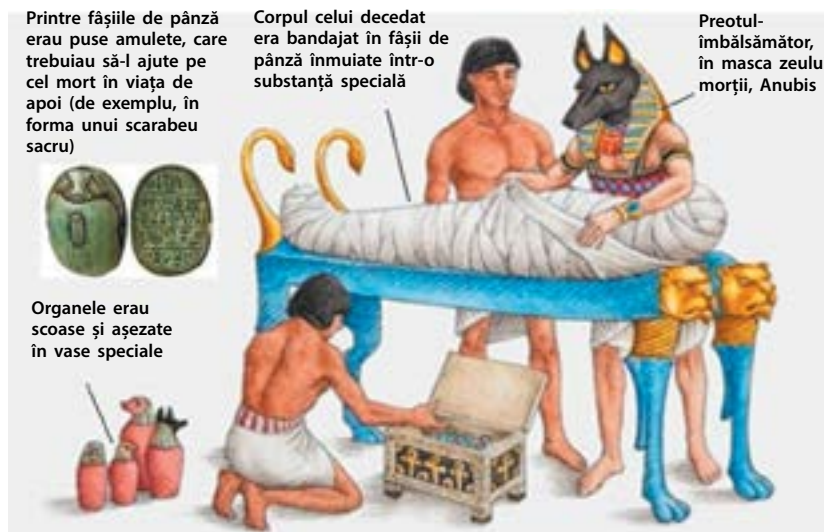 Printre fâșiile de pânză
erau puse amulete, care
trebuiau să-l ajute pe
cel mort în viața de
apoi (de exemplu, în
forma unui scarabeu
sacru)
Corpul celui decedat
era bandajat în fâșii de
pânză înmuiate într-o
substanță specială
Preotul-
îmbălsămător,
în masca zeului
morții, Anubis
Organele erau
scoase și așezate
în vase speciale